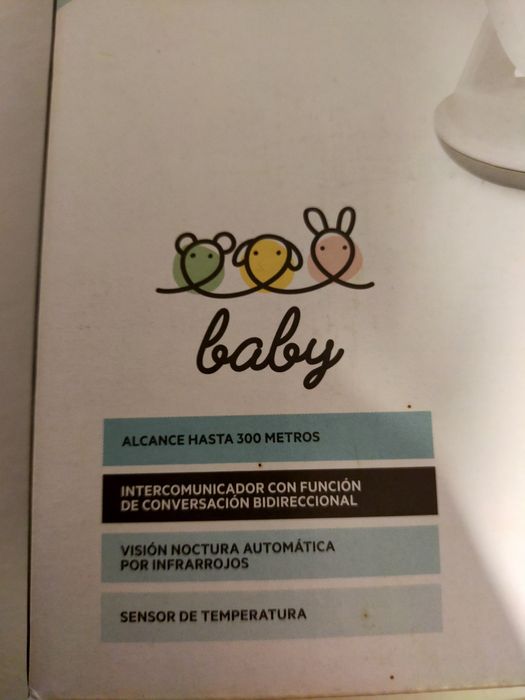 baby
ALCANCE HASTA 300 METROS
INTERCOMUNICADOR CON FUNCIÓN
DE CONVERSACIÓN BIDIRECCIONAL
VISIÓN NOCTURA AUTOMÁTICA
POR INFRARROJOS
SENSOR DE TEMPERATURA